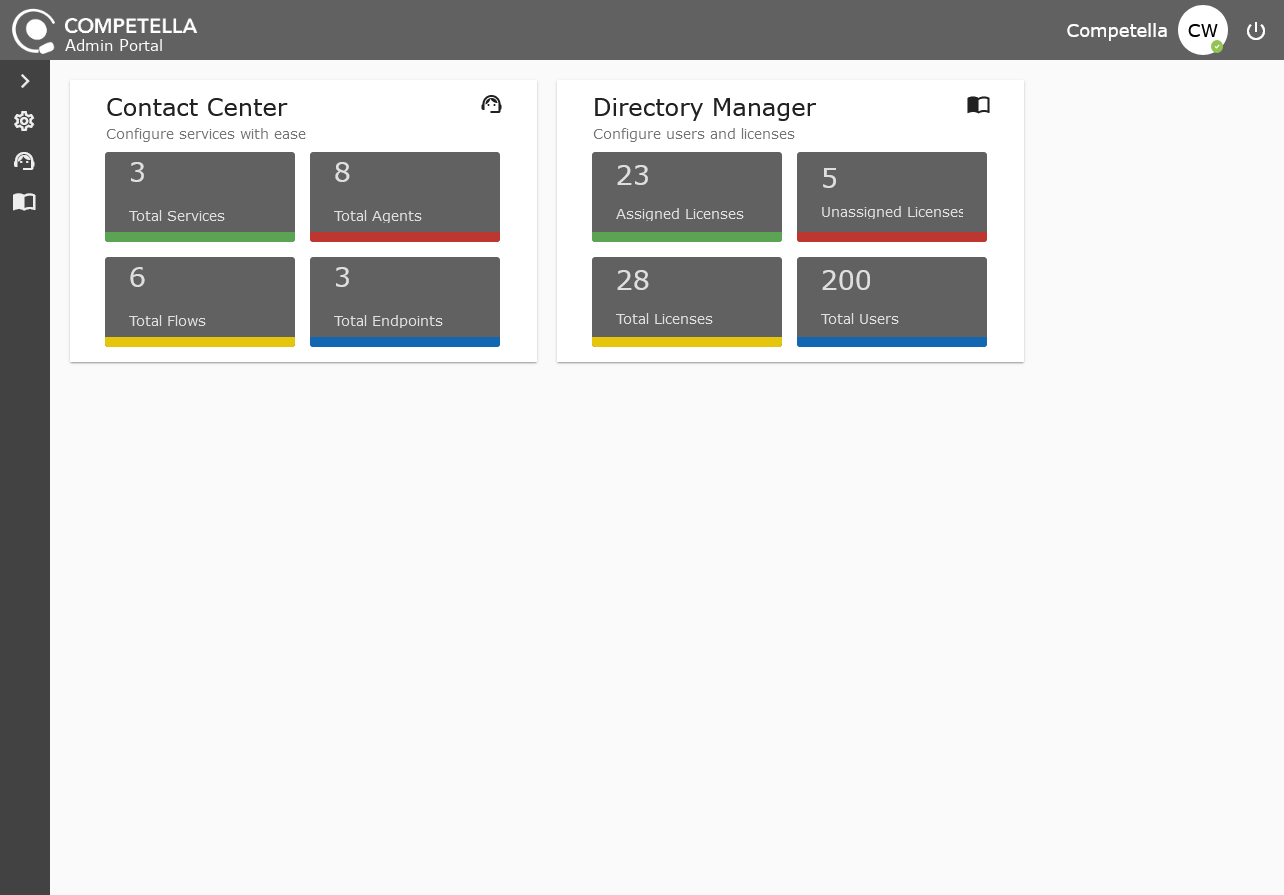 COMPETELLA
Admin Portal
Competella
CW
Contact Center
Configure services with ease
3
Total Services
8
Total Agents
6
Total Flows
3
Total Endpoints
Directory Manager
Configure users and licenses
23
Assigned Licenses
5
Unassigned Licenses
28
Total Licenses
200
Total Users